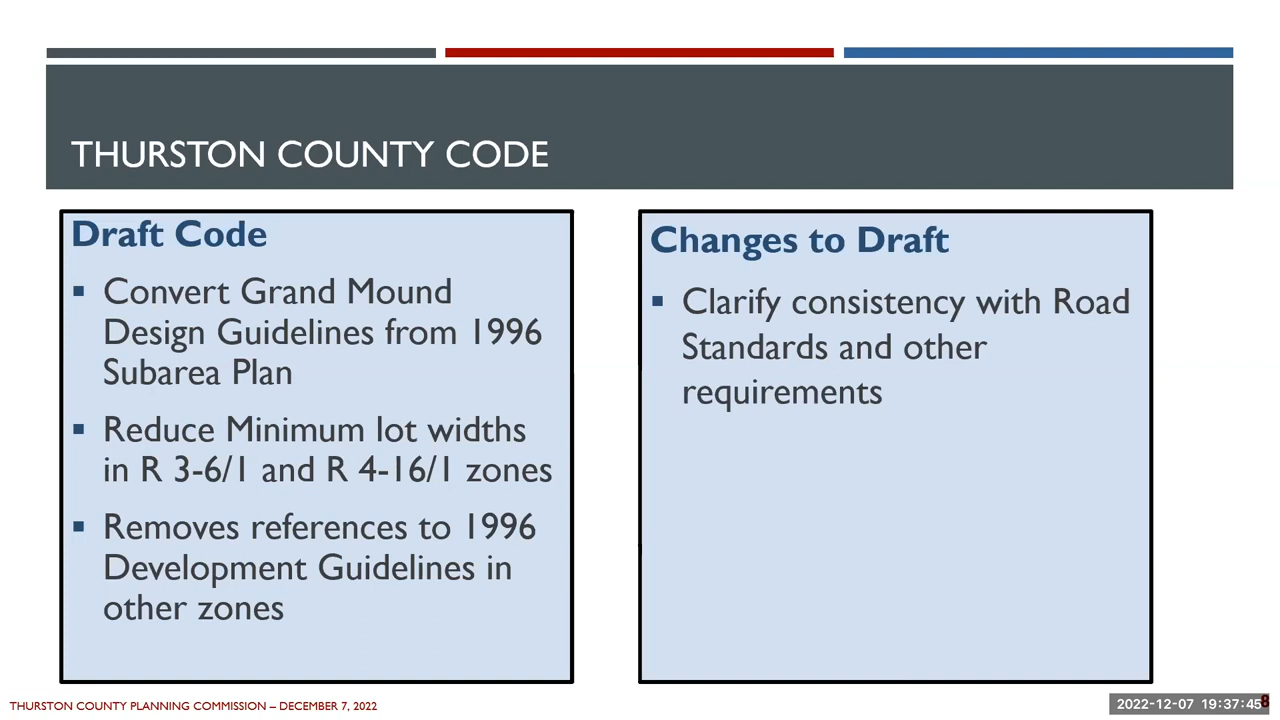 THURSTON COUNTY CODE
Draft Code
▪ Convert Grand Mound
Design Guidelines from 1996
Subarea Plan
▪ Reduce Minimum lot widths
in R 3-6/1 and R 4-16/1 zones
▪ Removes references to 1996
Development Guidelines in
other zones
Changes to Draft
▪ Clarify consistency with Road
Standards and other
requirements
THURSTON COUNTY PLANNING COMMISSION – DECEMBER 7, 2022
2022-12-07 19:37:45
8